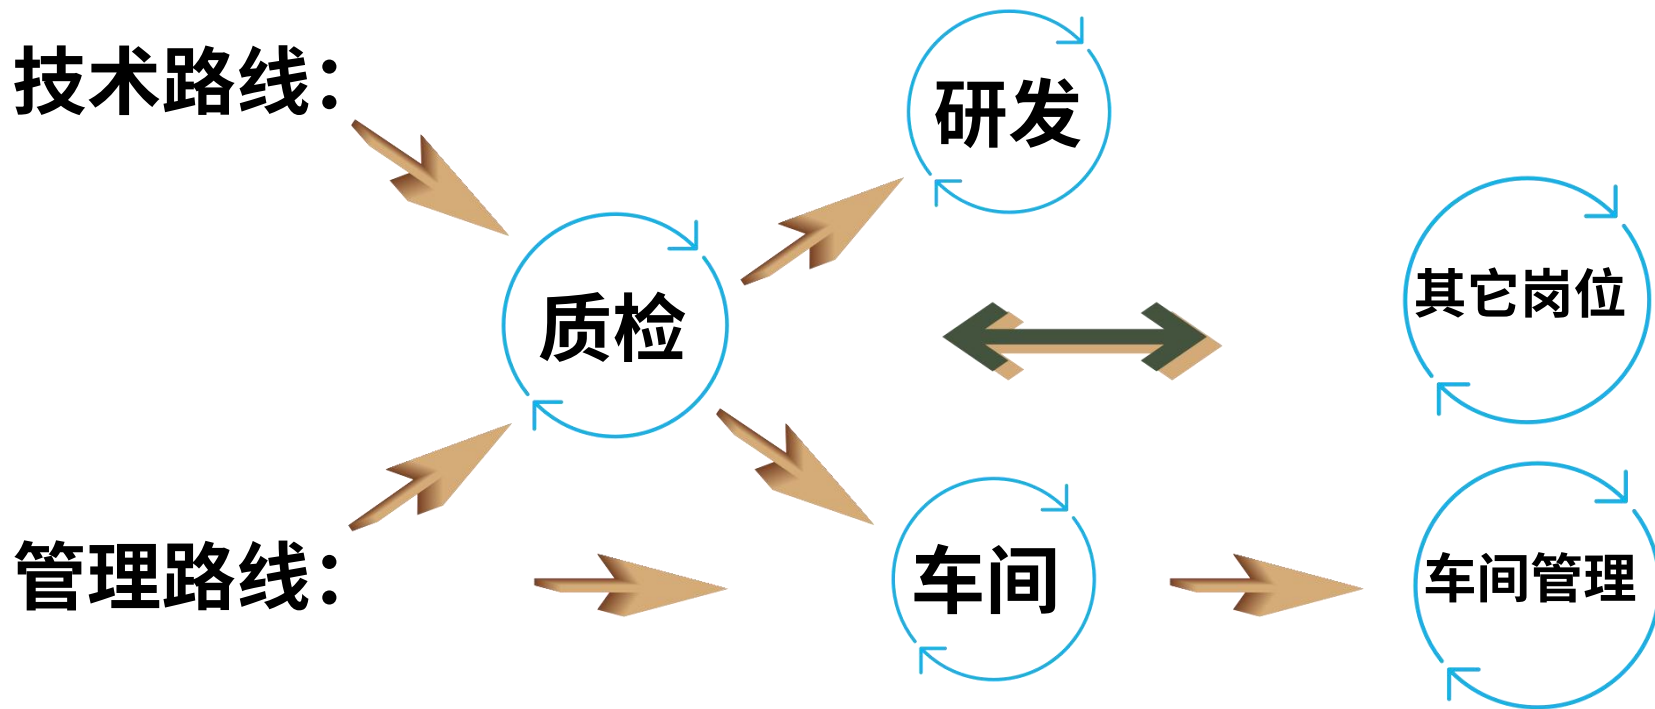 技术路线：
研发
质检
其它岗位
管理路线：
车间
车间管理